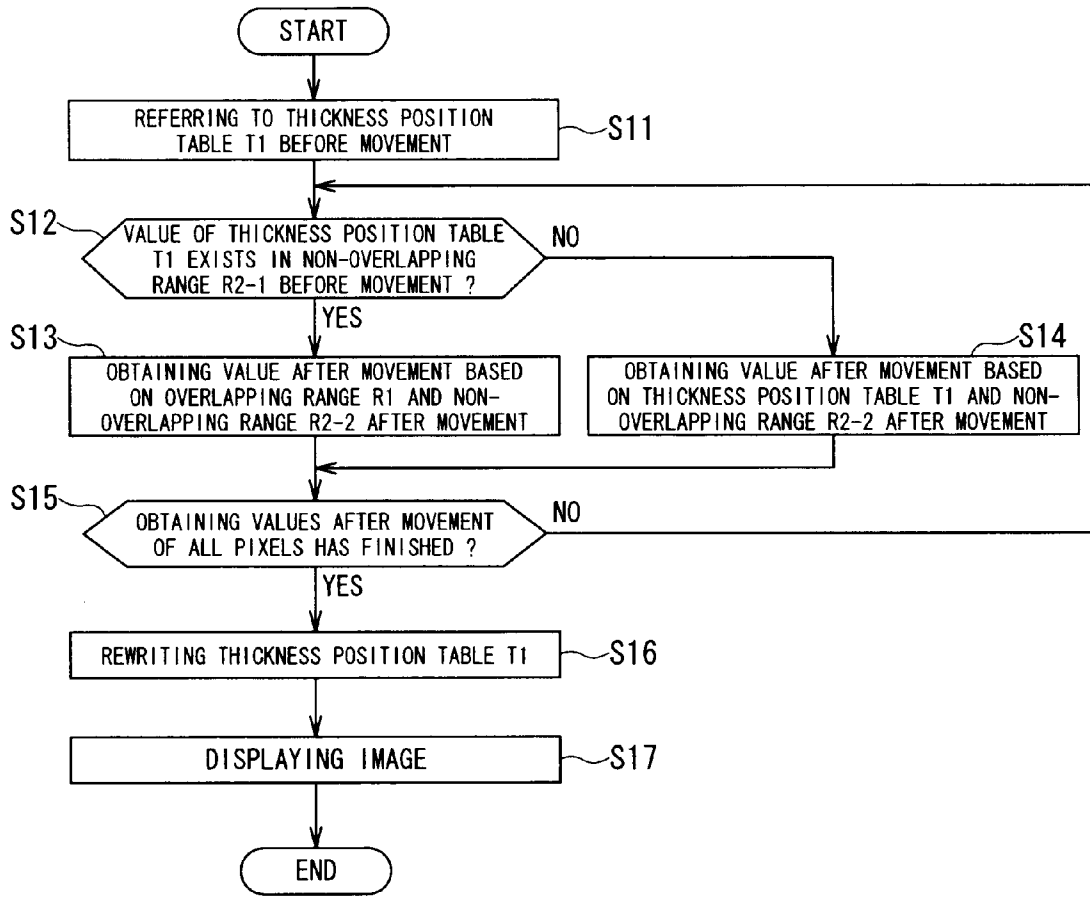 START
REFERRING TO THICKNESS POSITION
TABLE T1 BEFORE MOVEMENT
S11
S12
VALUE OF THICKNESS POSITION TABLE
T1 EXISTS IN NON-OVERLAPPING
RANGE R2-1 BEFORE MOVEMENT ?
NO
YES
S13
OBTAINING VALUE AFTER MOVEMENT BASED
ON OVERLAPPING RANGE R1 AND NON-
OVERLAPPING RANGE R2-2 AFTER MOVEMENT
S14
OBTAINING VALUE AFTER MOVEMENT BASED
ON THICKNESS POSITION TABLE T1 AND NON-
OVERLAPPING RANGE R2-2 AFTER MOVEMENT
S15
OBTAINING VALUES AFTER MOVEMENT
OF ALL PIXELS HAS FINISHED ?
NO
YES
REWRITING THICKNESS POSITION TABLE T1
S16
DISPLAYING IMAGE
S17
END